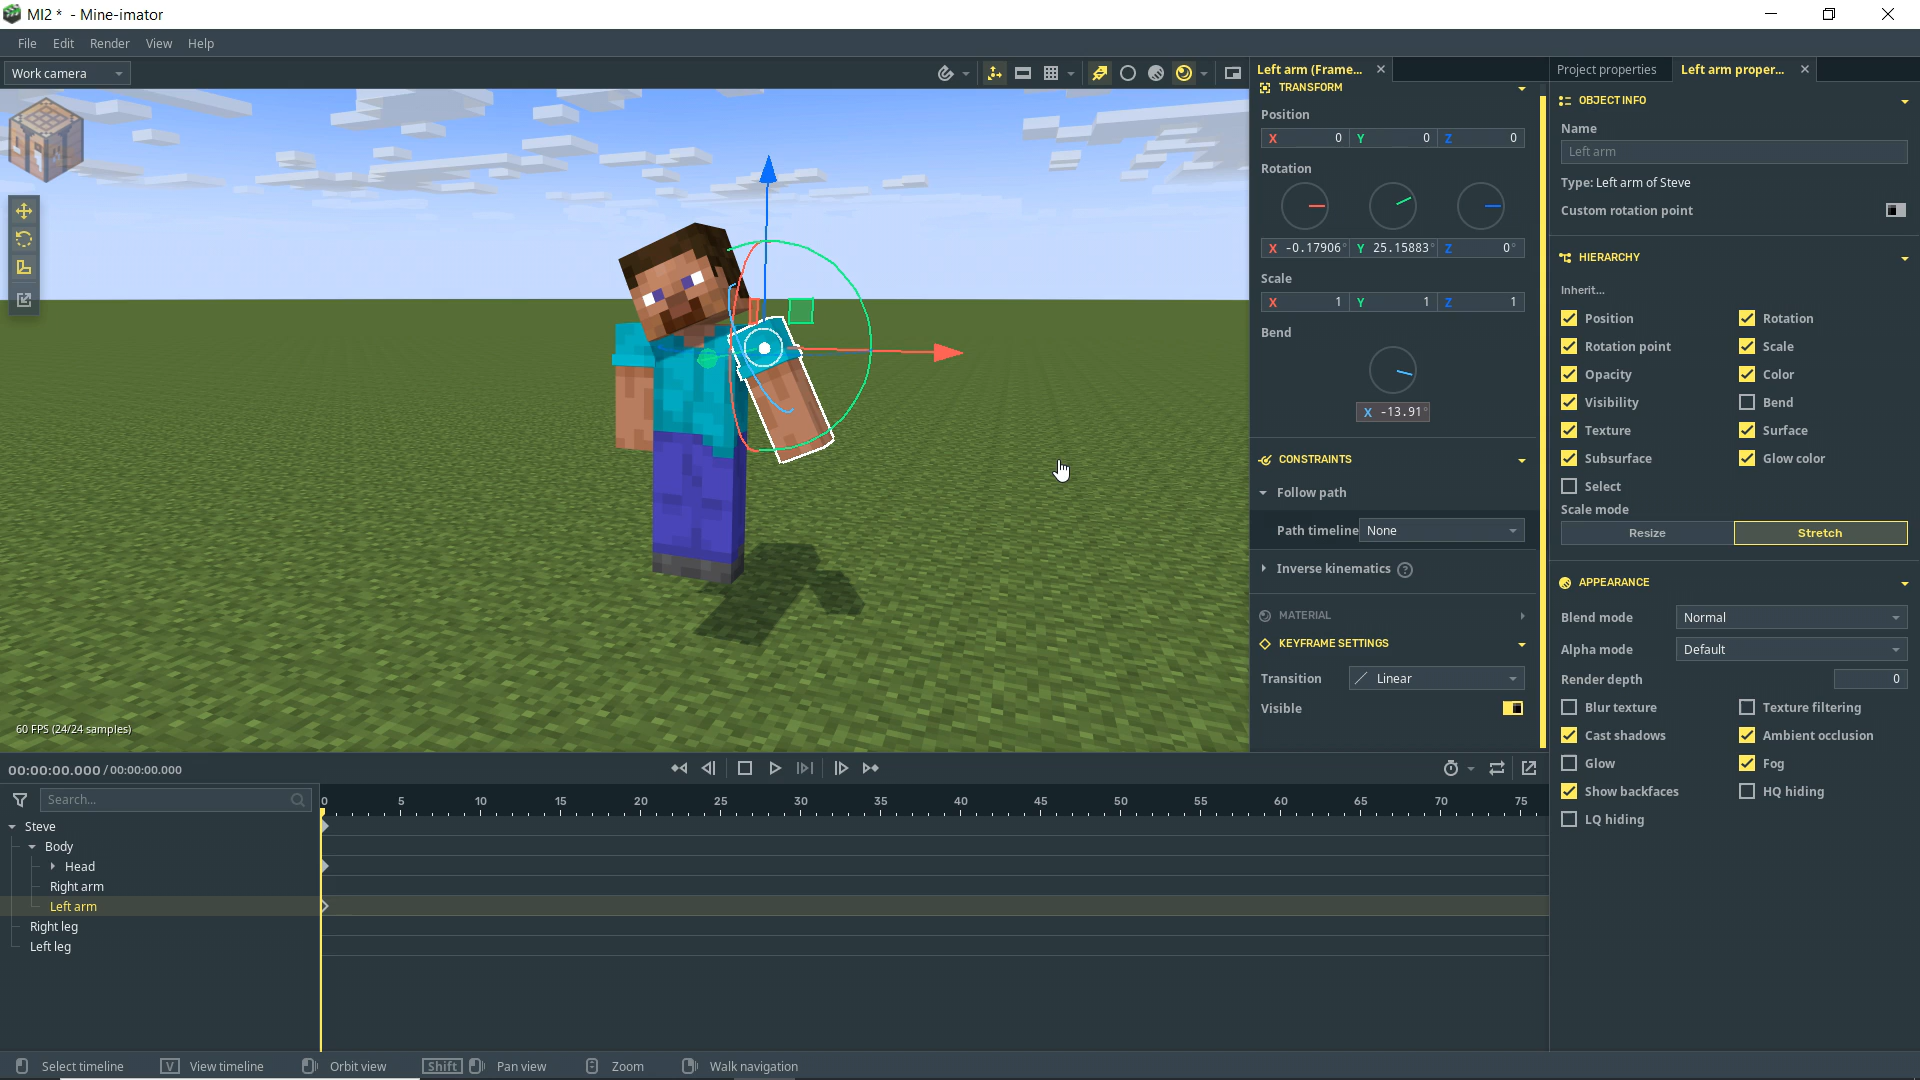 MI2 * - Mine-imator
File Edit Render View Help
Work camera
Left arm (Frame...
Project properties
Left arm proper...
TRANSFORM
Position
X 0 Y 0 Z 0
Rotation
X -0.17906° Y 25.15883° Z 0°
Scale
X 1 Y 1 Z 1
Bend
X -13.91°
CONSTRAINTS
Follow path
Path timeline None
Inverse kinematics ?
MATERIAL
KEYFRAME SETTINGS
Transition Linear
Visible
OBJECT INFO
Name
Left arm
Type: Left arm of Steve
Custom rotation point
HIERARCHY
Inherit...
Position Rotation
Rotation point Scale
Opacity Color
Visibility Bend
Texture Surface
Subsurface Glow color
Select
Scale mode
Resize Stretch
APPEARANCE
Blend mode Normal
Alpha mode Default
Render depth 0
Blur texture Texture filtering
Cast shadows Ambient occlusion
Glow Fog
Show backfaces HQ hiding
LQ hiding
60 FPS (24/24 samples)
00:00:00.000 / 00:00:00.000
Search...
0 5 10 15 20 25 30 35 40 45 50 55 60 65 70 75
Steve
Body
Head
Right arm
Left arm
Right leg
Left leg
Select timeline V View timeline Orbit view Shift Pan view Zoom Walk navigation